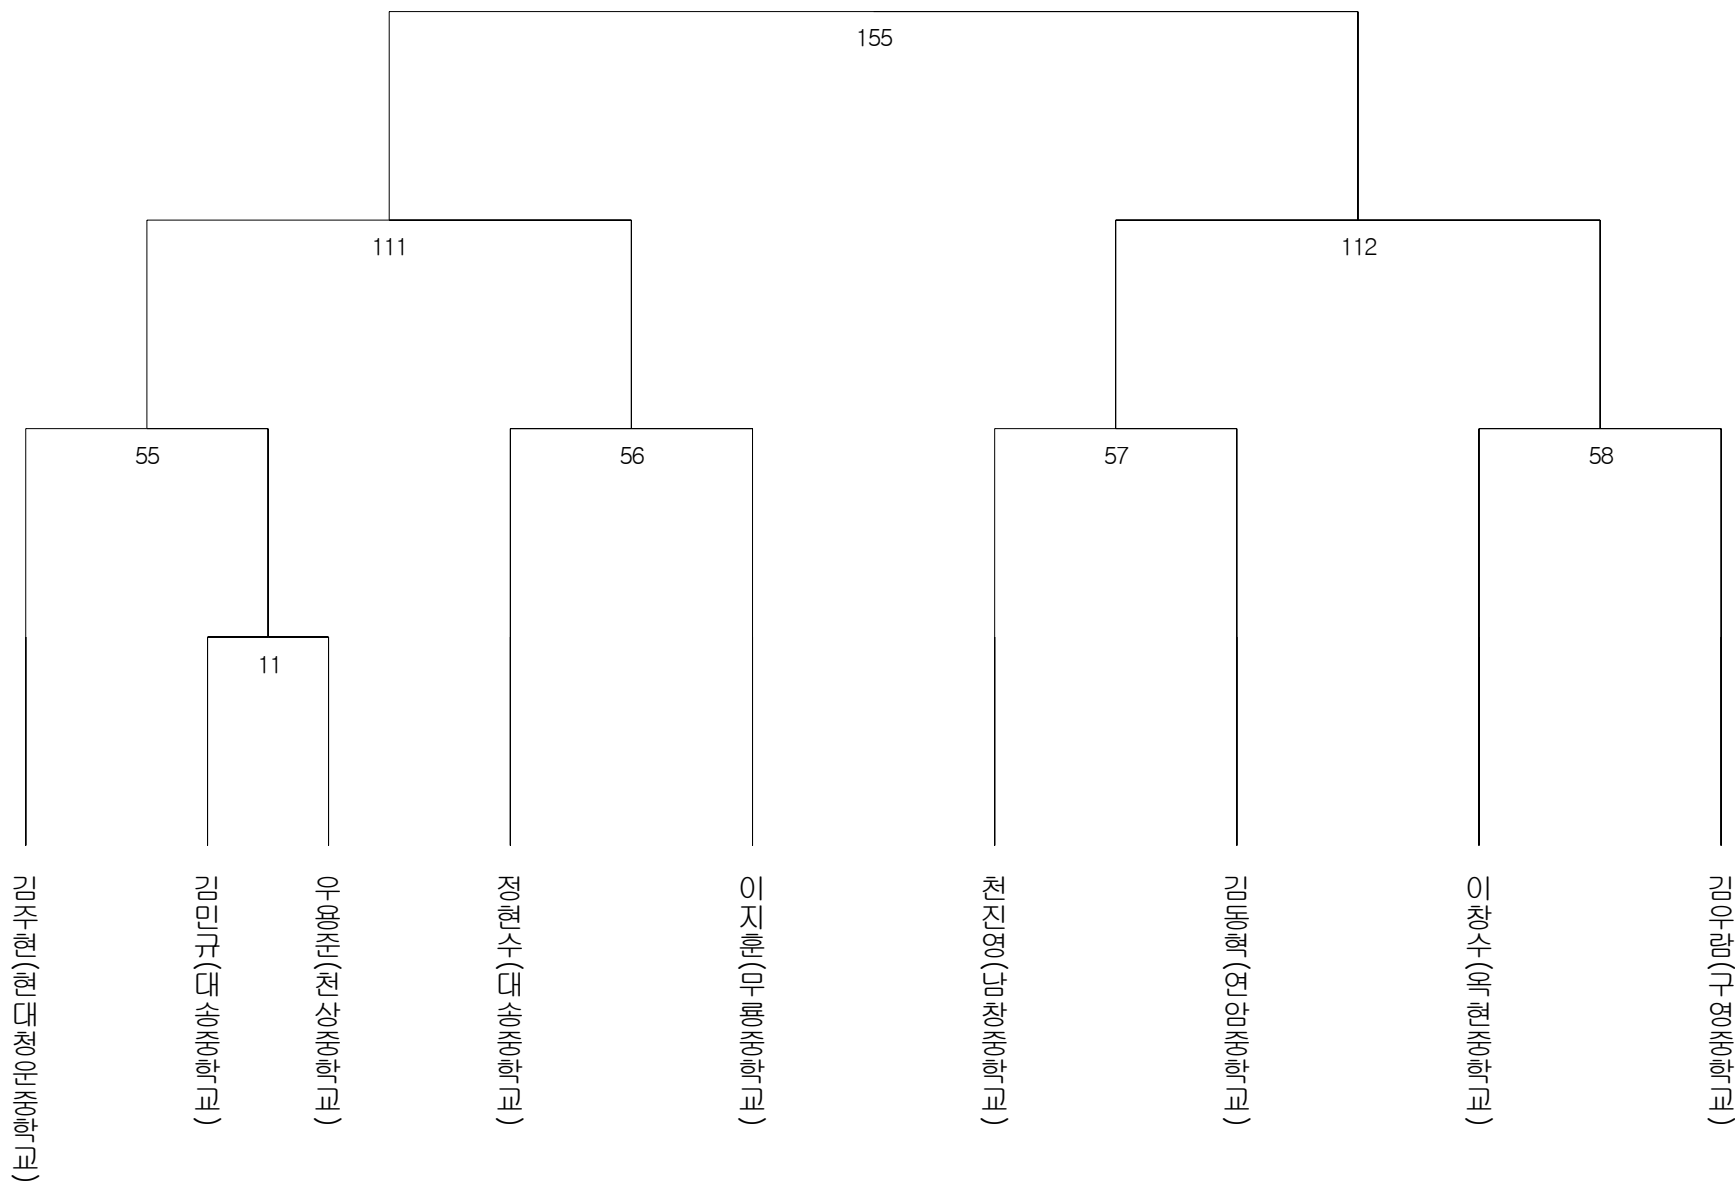 155
111
112
55
56
57
58
11
김주현(현대청운중학교)
김민규(대송중학교)
우용준(천상중학교)
정현수(대송중학교)
이지훈(무룡중학교)
천진영(남창중학교)
김동혁(연암중학교)
이창수(옥현중학교)
김우람(구영중학교)